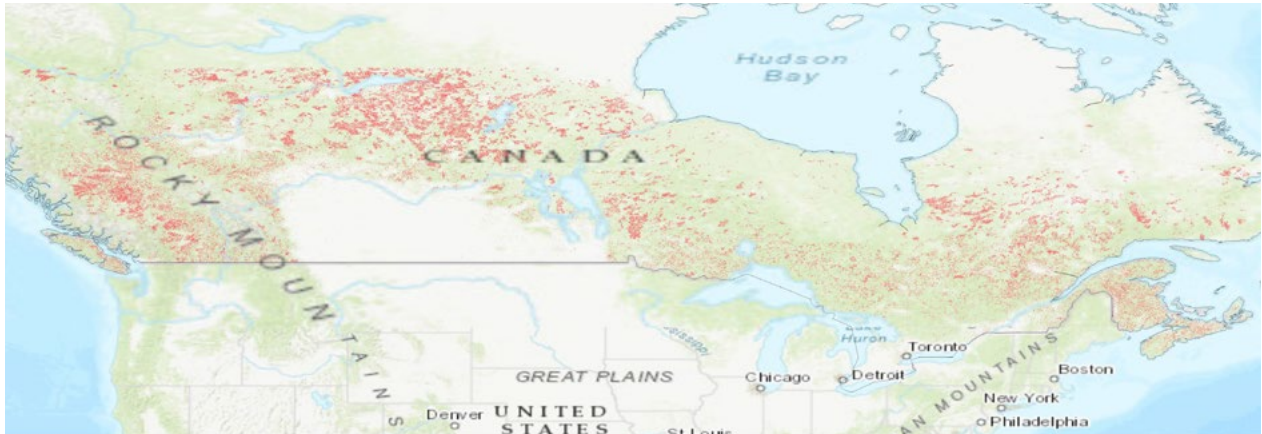 Hudson
Bay
ROCKY MOUNTAINS
CANADA
Huron
Toronto
GREAT PLAINS
Chicago
Detroit
Boston
MOUNTAINS
New York
Denver
UNITED
STATES
Philadelphia